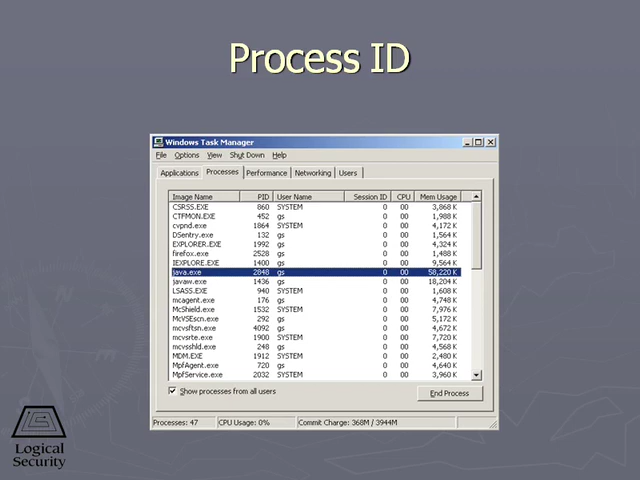 Process ID
Windows Task Manager
File Options View Shut Down Help
Applications Processes Performance Networking Users
Image Name PID User Name Session ID CPU Mem Usage
CSRSS.EXE 860 SYSTEM 0 00 3,868 K
CTFMON.EXE 452 gs 0 00 1,988 K
cvpnd.exe 1864 SYSTEM 0 00 4,172 K
DSentry.exe 132 gs 0 00 1,564 K
EXPLORER.EXE 1992 gs 0 00 4,324 K
firefox.exe 2528 gs 0 00 1,488 K
IEXPLORE.EXE 1400 gs 0 00 9,564 K
java.exe 2848 gs 0 00 58,220 K
javaw.exe 1436 gs 0 00 18,204 K
LSASS.EXE 940 SYSTEM 0 00 1,608 K
mcagent.exe 176 gs 0 00 4,748 K
McShield.exe 1532 SYSTEM 0 00 7,976 K
McVSEscn.exe 292 gs 0 00 5,172 K
mcvsftsn.exe 4092 gs 0 00 4,672 K
mcvsrte.exe 1900 SYSTEM 0 00 7,720 K
mcvsshld.exe 248 gs 0 00 4,568 K
MDM.EXE 1912 SYSTEM 0 00 2,480 K
MpfAgent.exe 720 gs 0 00 4,640 K
MpfService.exe 2032 SYSTEM 0 00 3,960 K
Show processes from all users
End Process
Processes: 47 CPU Usage: 0% Commit Charge: 368M / 3944M
Logical
Security